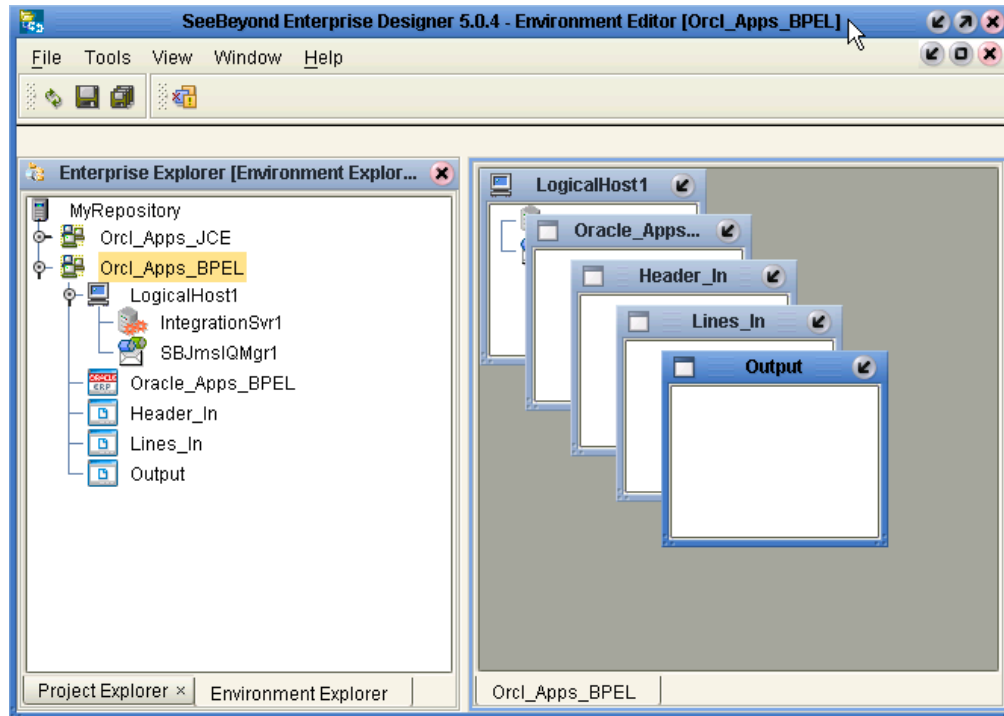 SeeBeyond Enterprise Designer 5.0.4 - Environment Editor [Orcl_Apps_BPEL]
File Tools View Window Help
Enterprise Explorer [Environment Explor...
MyRepository
Orcl_Apps_JCE
Orcl_Apps_BPEL
LogicalHost1
IntegrationSvr1
SBJmsIQMgr1
ORACLE
ERP
Oracle_Apps_BPEL
Header_In
Lines_In
Output
Project Explorer ×
Environment Explorer
LogicalHost1
Oracle_Apps...
Header_In
Lines_In
Output
Orcl_Apps_BPEL